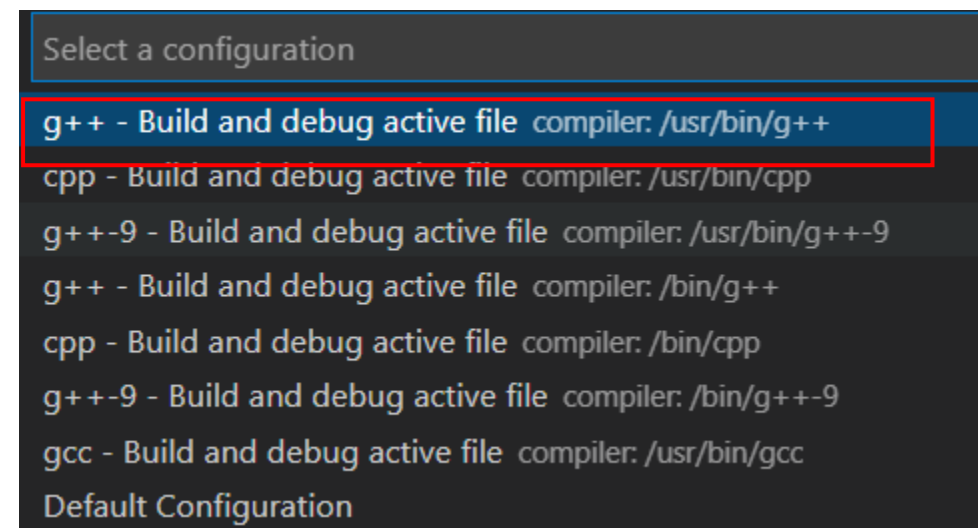 Select a configuration
g++ - Build and debug active file compiler: /usr/bin/g++
cpp - Build and debug active file compiler: /usr/bin/cpp
g++-9 - Build and debug active file compiler: /usr/bin/g++-9
g++ - Build and debug active file compiler: /bin/g++
cpp - Build and debug active file compiler: /bin/cpp
g++-9 - Build and debug active file compiler: /bin/g++-9
gcc - Build and debug active file compiler: /usr/bin/gcc
Default Configuration